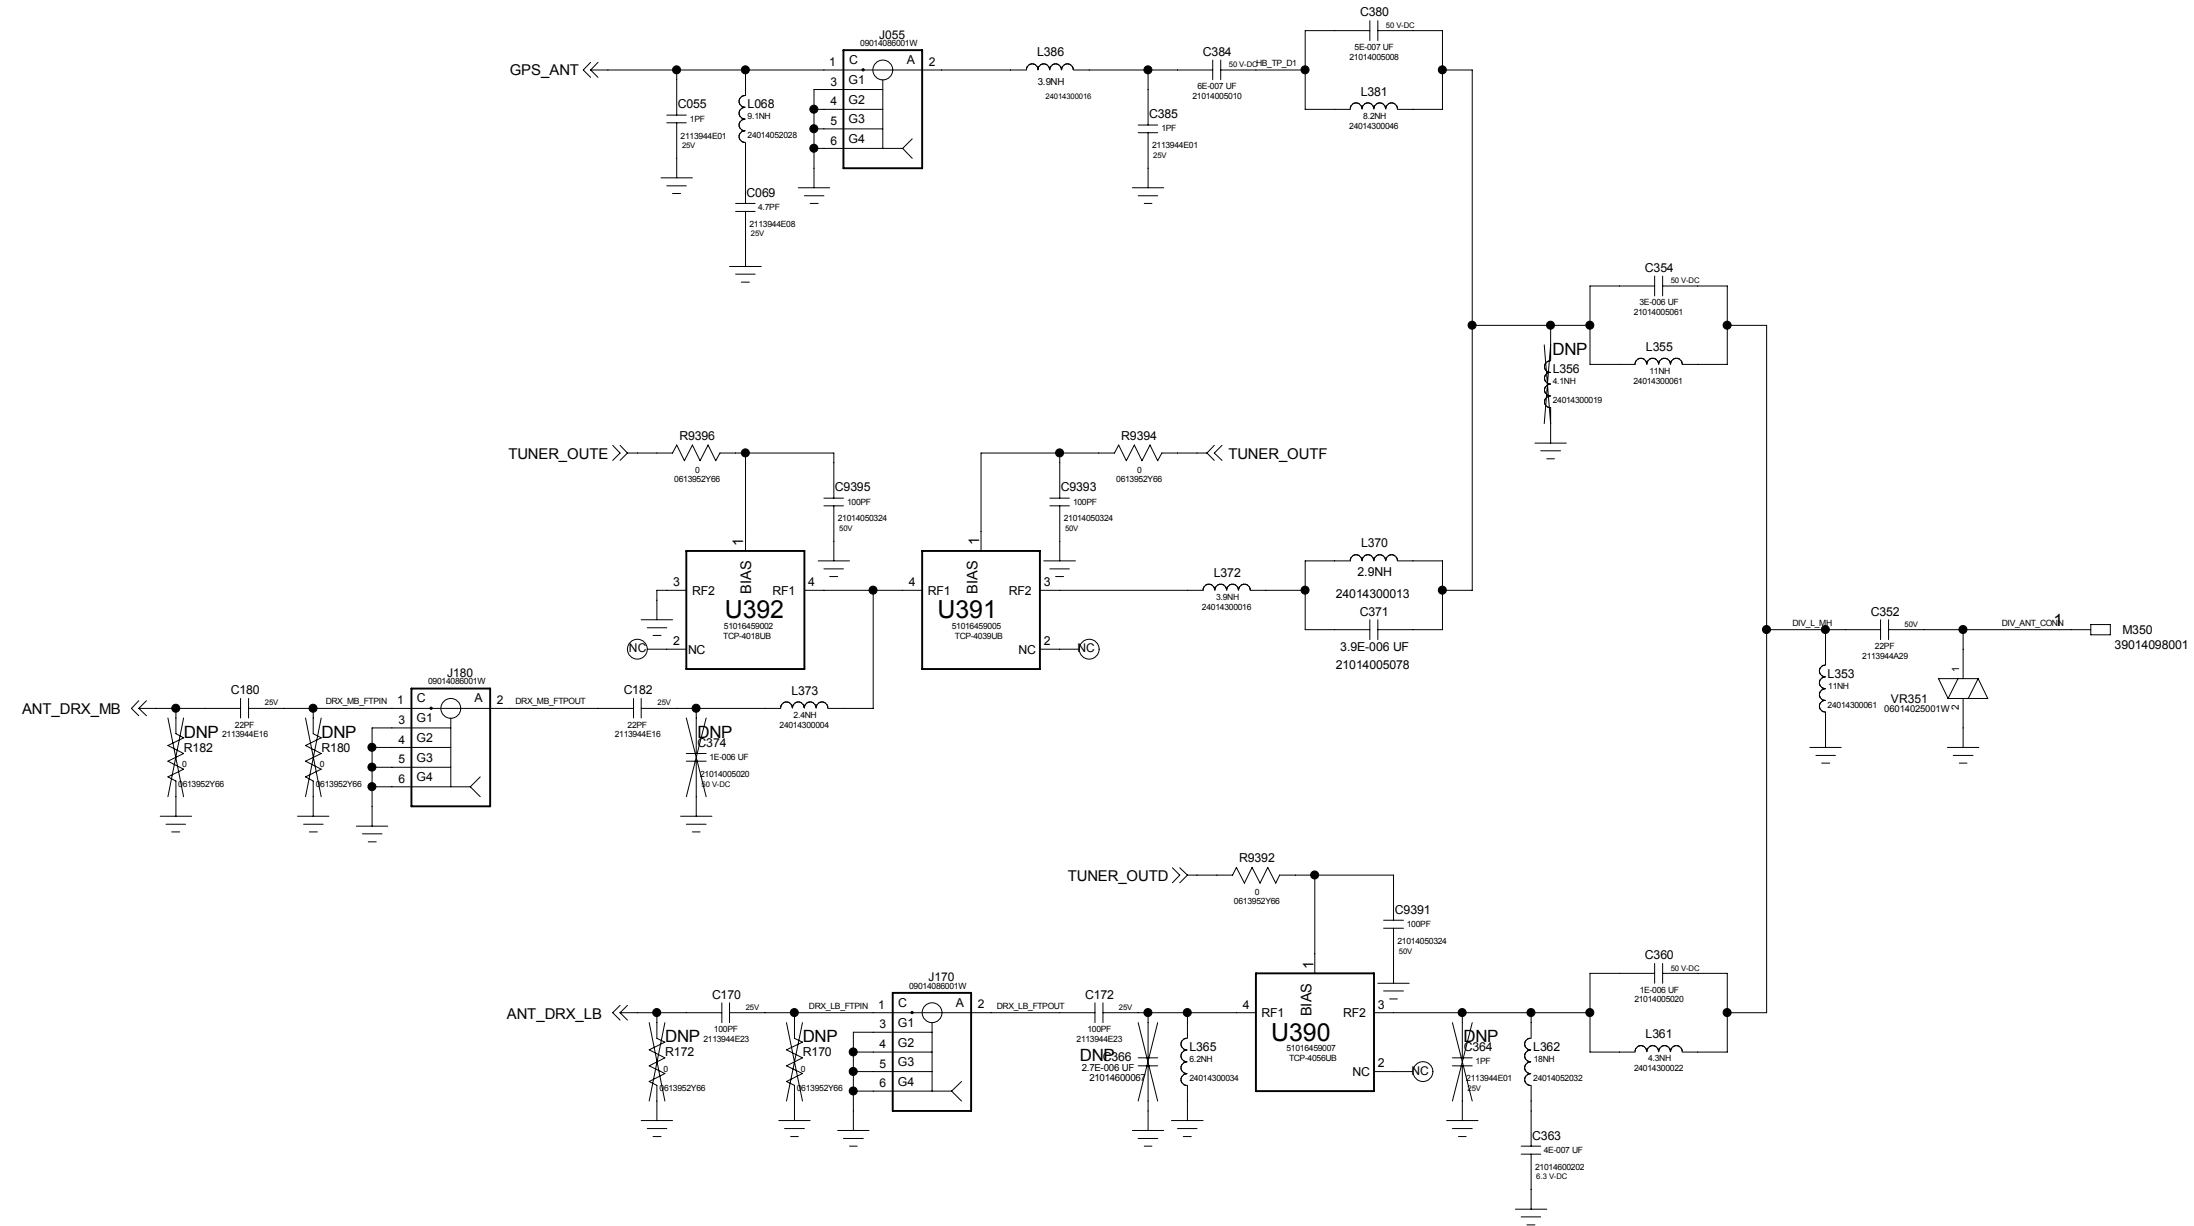 C380
50 V-DC
5E-007 UF
21014005008
J055
09014086001W
GPS_ANT
1
C
A
2
3
G1
4
G2
5
G3
6
G4
L386
3.9NH
24014300016
C384
50 V-DC
HB_TP_D1
6E-007 UF
21014005010
L381
8.2NH
24014300046
C055
1PF
2113944E01
25V
L068
9.1NH
24014052028
C385
1PF
2113944E01
25V
C069
4.7PF
2113944E08
25V
C354
50 V-DC
3E-006 UF
21014005061
DNP
L356
4.1NH
24014300019
L355
11NH
24014300061
TUNER_OUTE
R9396
0
0613952Y66
C9395
100PF
21014050324
50V
R9394
0
0613952Y66
TUNER_OUTF
C9393
100PF
21014050324
50V
1
BIAS
3
RF2
RF1
4
U392
51016459002
TCP-4018UB
NC
2
NC
1
BIAS
4
RF1
RF2
3
U391
51016459005
TCP-4039UB
NC
2
NC
L372
3.9NH
24014300016
L370
2.9NH
24014300013
C371
3.9E-006 UF
21014005078
DIV_L_MH
C352
50V
22PF
2113944A29
DIV_ANT_CONN
1
M350
39014098001
L353
11NH
24014300061
1
VR351
06014025001W
2
ANT_DRX_MB
C180
25V
22PF
2113944E16
DRX_MB_FTPIN
J180
09014086001W
1
C
A
2
3
G1
4
G2
5
G3
6
G4
DRX_MB_FTPOUT
C182
25V
22PF
2113944E16
L373
2.4NH
24014300004
DNP
R182
0
0613952Y66
DNP
R180
0
0613952Y66
DNP
C374
1E-006 UF
21014005020
50 V-DC
TUNER_OUTD
R9392
0
0613952Y66
C9391
100PF
21014050324
50V
ANT_DRX_LB
C170
25V
100PF
2113944E23
DRX_LB_FTPIN
J170
09014086001W
1
C
A
2
3
G1
4
G2
5
G3
6
G4
DRX_LB_FTPOUT
C172
25V
100PF
2113944E23
DNP
R172
0
0613952Y66
DNP
R170
0
0613952Y66
DNP
C366
2.7E-006 UF
21014600067
L365
6.2NH
24014300034
1
BIAS
4
RF1
RF2
3
U390
51016459007
TCP-4056UB
NC
2
NC
DNP
C364
1PF
2113944E01
25V
L362
18NH
24014052032
C360
50 V-DC
1E-006 UF
21014005020
L361
4.3NH
24014300022
C363
4E-007 UF
21014600202
6.3 V-DC